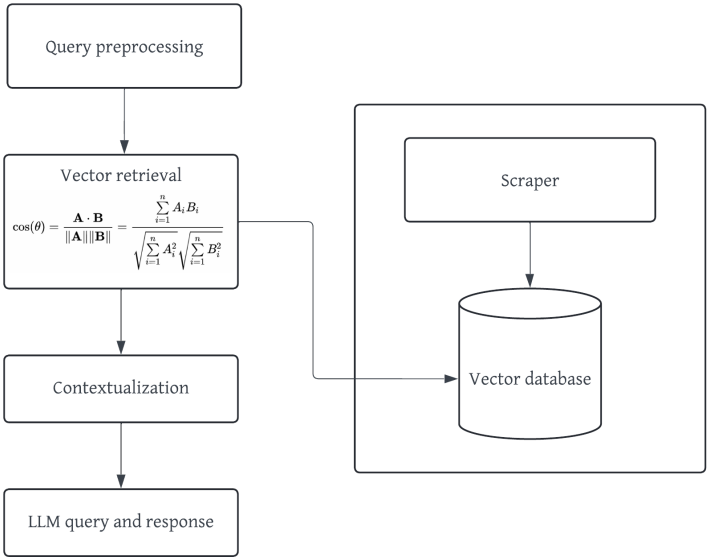 Query preprocessing
Vector retrieval
cos(θ) = A · B / ‖A‖‖B‖ = ∑_{i=1}^{n} A_i B_i / √(∑_{i=1}^{n} A_i^2) √(∑_{i=1}^{n} B_i^2)
Contextualization
LLM query and response
Scraper
Vector database